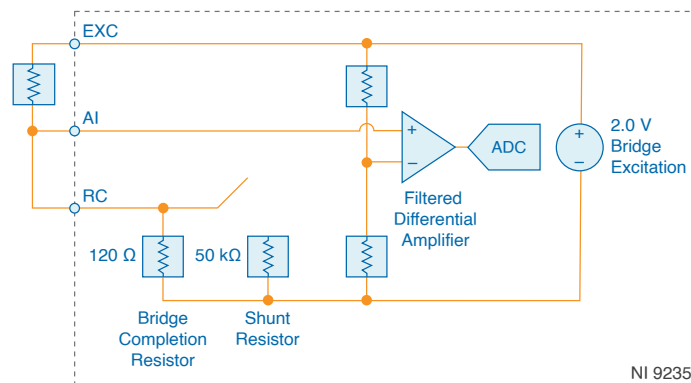 EXC
AI
RC
+
−
ADC
+
−
2.0 V
Bridge
Excitation
Filtered
Differential
Amplifier
120 Ω
50 kΩ
Bridge
Completion
Resistor
Shunt
Resistor
NI 9235